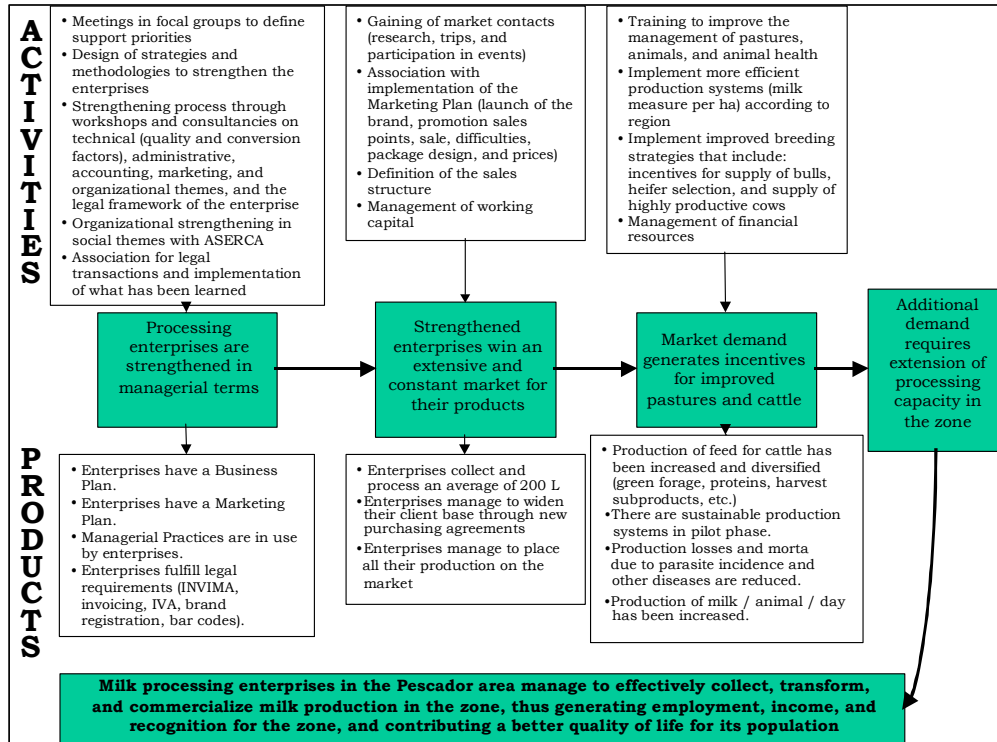 ACTIVITIES
• Meetings in focal groups to define
support priorities
• Design of strategies and
methodologies to strengthen the
enterprises
• Strengthening process through
workshops and consultancies on
technical (quality and conversion
factors), administrative,
accounting, marketing, and
organizational themes, and the
legal framework of the enterprise
• Organizational strengthening in
social themes with ASERCA
• Association for legal
transactions and implementation
of what has been learned
• Gaining of market contacts
(research, trips, and
participation in events)
• Association with
implementation of the
Marketing Plan (launch of the
brand, promotion sales
points, sale, difficulties,
package design, and prices)
• Definition of the sales
structure
• Management of working
capital
• Training to improve the
management of pastures,
animals, and animal health
• Implement more efficient
production systems (milk
measure per ha) according to
region
• Implement improved breeding
strategies that include:
incentives for supply of bulls,
heifer selection, and supply of
highly productive cows
• Management of financial
resources
Processing
enterprises are
strengthened in
managerial terms
Strengthened
enterprises win an
extensive and
constant market for
their products
Market demand
generates incentives
for improved
pastures and cattle
Additional
demand
requires
extension of
processing
capacity in
the zone
PRODUCTS
• Enterprises have a Business
Plan.
• Enterprises have a Marketing
Plan.
• Managerial Practices are in use
by enterprises.
• Enterprises fulfill legal
requirements (INVIMA,
invoicing, IVA, brand
registration, bar codes).
• Enterprises collect and
process an average of 200 L
• Enterprises manage to widen
their client base through new
purchasing agreements
• Enterprises manage to place
all their production on the
market
• Production of feed for cattle has
been increased and diversified
(green forage, proteins, harvest
subproducts, etc.)
• There are sustainable production
systems in pilot phase.
• Production losses and morta
due to parasite incidence and
other diseases are reduced.
• Production of milk / animal / day
has been increased.
Milk processing enterprises in the Pescador area manage to effectively collect, transform,
and commercialize milk production in the zone, thus generating employment, income, and
recognition for the zone, and contributing a better quality of life for its population